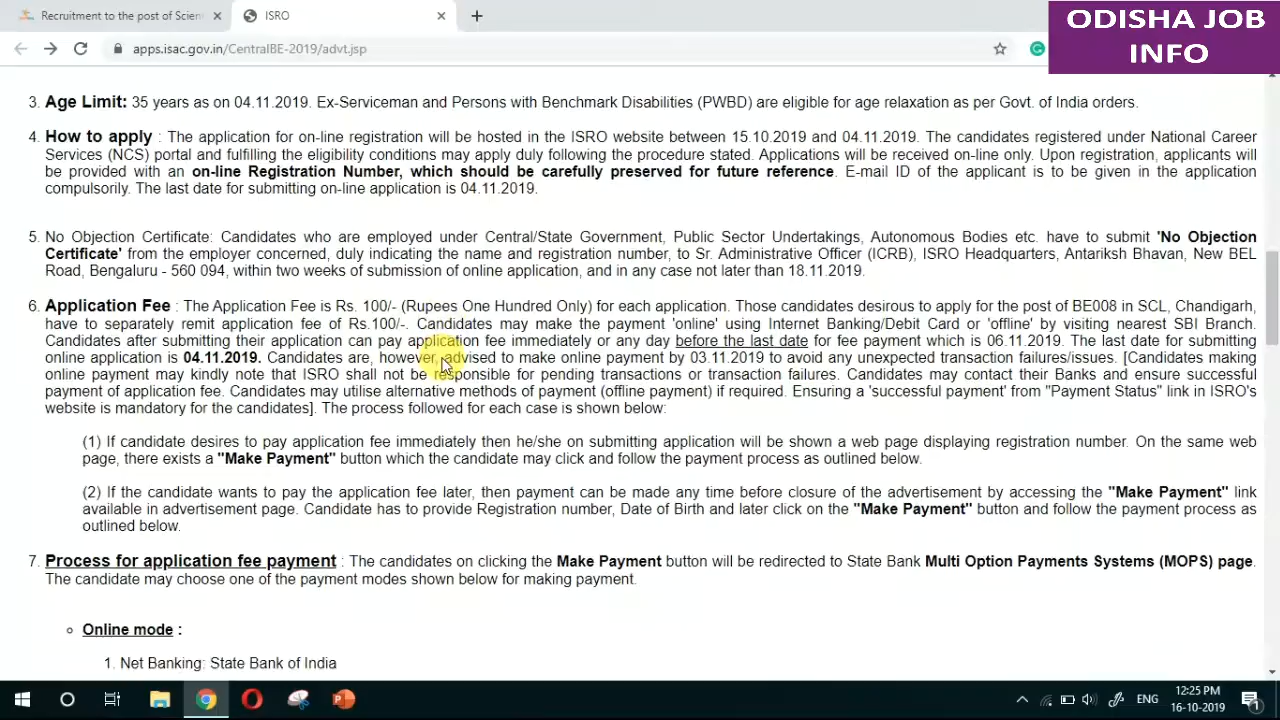 Recruitment to the post of Scien
ISRO
ODISHA JOB
INFO
apps.isac.gov.in/CentralBE-2019/advt.jsp
3. Age Limit: 35 years as on 04.11.2019. Ex-Serviceman and Persons with Benchmark Disabilities (PWBD) are eligible for age relaxation as per Govt. of India orders.
4. How to apply : The application for on-line registration will be hosted in the ISRO website between 15.10.2019 and 04.11.2019. The candidates registered under National Career
Services (NCS) portal and fulfilling the eligibility conditions may apply duly following the procedure stated. Applications will be received on-line only. Upon registration, applicants will
be provided with an on-line Registration Number, which should be carefully preserved for future reference. E-mail ID of the applicant is to be given in the application
compulsorily. The last date for submitting on-line application is 04.11.2019.
5. No Objection Certificate: Candidates who are employed under Central/State Government, Public Sector Undertakings, Autonomous Bodies etc. have to submit 'No Objection
Certificate' from the employer concerned, duly indicating the name and registration number, to Sr. Administrative Officer (ICRB), ISRO Headquarters, Antariksh Bhavan, New BEL
Road, Bengaluru - 560 094, within two weeks of submission of online application, and in any case not later than 18.11.2019.
6. Application Fee : The Application Fee is Rs. 100/- (Rupees One Hundred Only) for each application. Those candidates desirous to apply for the post of BE008 in SCL, Chandigarh,
have to separately remit application fee of Rs.100/-. Candidates may make the payment 'online' using Internet Banking/Debit Card or 'offline' by visiting nearest SBI Branch.
Candidates after submitting their application can pay application fee immediately or any day before the last date for fee payment which is 06.11.2019. The last date for submitting
online application is 04.11.2019. Candidates are, however, advised to make online payment by 03.11.2019 to avoid any unexpected transaction failures/issues. [Candidates making
online payment may kindly note that ISRO shall not be responsible for pending transactions or transaction failures. Candidates may contact their Banks and ensure successful
payment of application fee. Candidates may utilise alternative methods of payment (offline payment) if required. Ensuring a 'successful payment' from "Payment Status" link in ISRO's
website is mandatory for the candidates]. The process followed for each case is shown below:
(1) If candidate desires to pay application fee immediately then he/she on submitting application will be shown a web page displaying registration number. On the same web
page, there exists a "Make Payment" button which the candidate may click and follow the payment process as outlined below.
(2) If the candidate wants to pay the application fee later, then payment can be made any time before closure of the advertisement by accessing the "Make Payment" link
available in advertisement page. Candidate has to provide Registration number, Date of Birth and later click on the "Make Payment" button and follow the payment process as
outlined below.
7. Process for application fee payment : The candidates on clicking the Make Payment button will be redirected to State Bank Multi Option Payments Systems (MOPS) page.
The candidate may choose one of the payment modes shown below for making payment.
Online mode :
1. Net Banking: State Bank of India
ENG
12:25 PM
16-10-2019
1